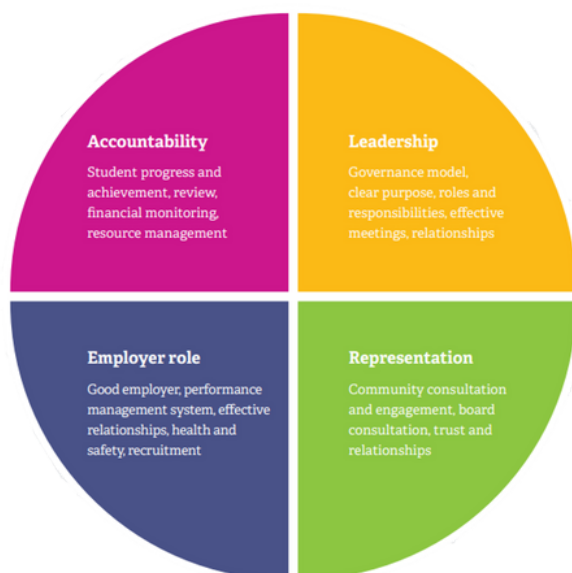 Accountability
Student progress and
achievement, review,
financial monitoring,
resource management
Leadership
Governance model,
clear purpose, roles and
responsibilities, effective
meetings, relationships
Employer role
Good employer, performance
management system, effective
relationships, health and
safety, recruitment
Representation
Community consultation
and engagement, board
consultation, trust and
relationships